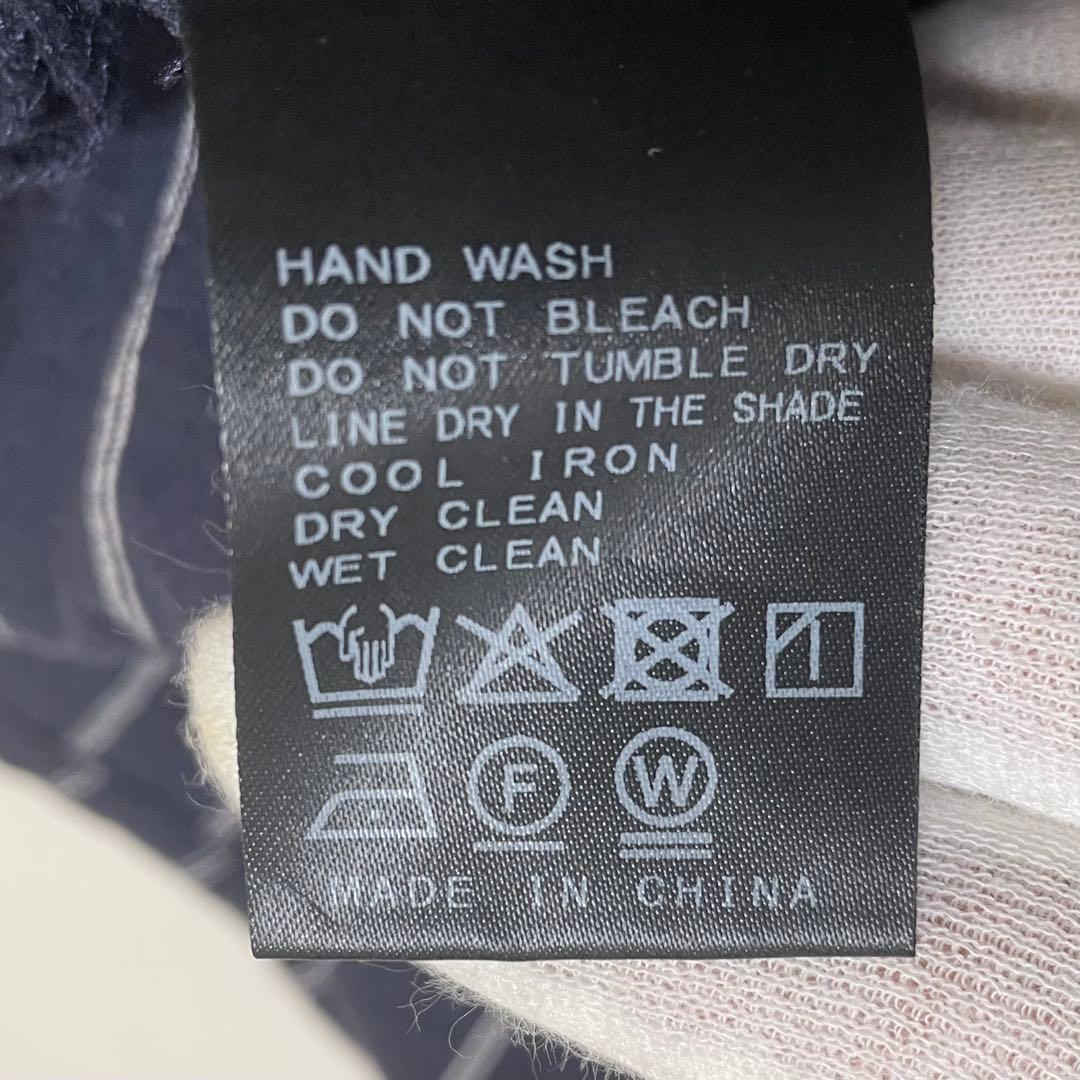 HAND WASH
DO NOT BLEACH
DO NOT TUMBLE DRY
LINE DRY IN THE SHADE
COOL IRON
DRY CLEAN
WET CLEAN
F W
MADE IN CHINA